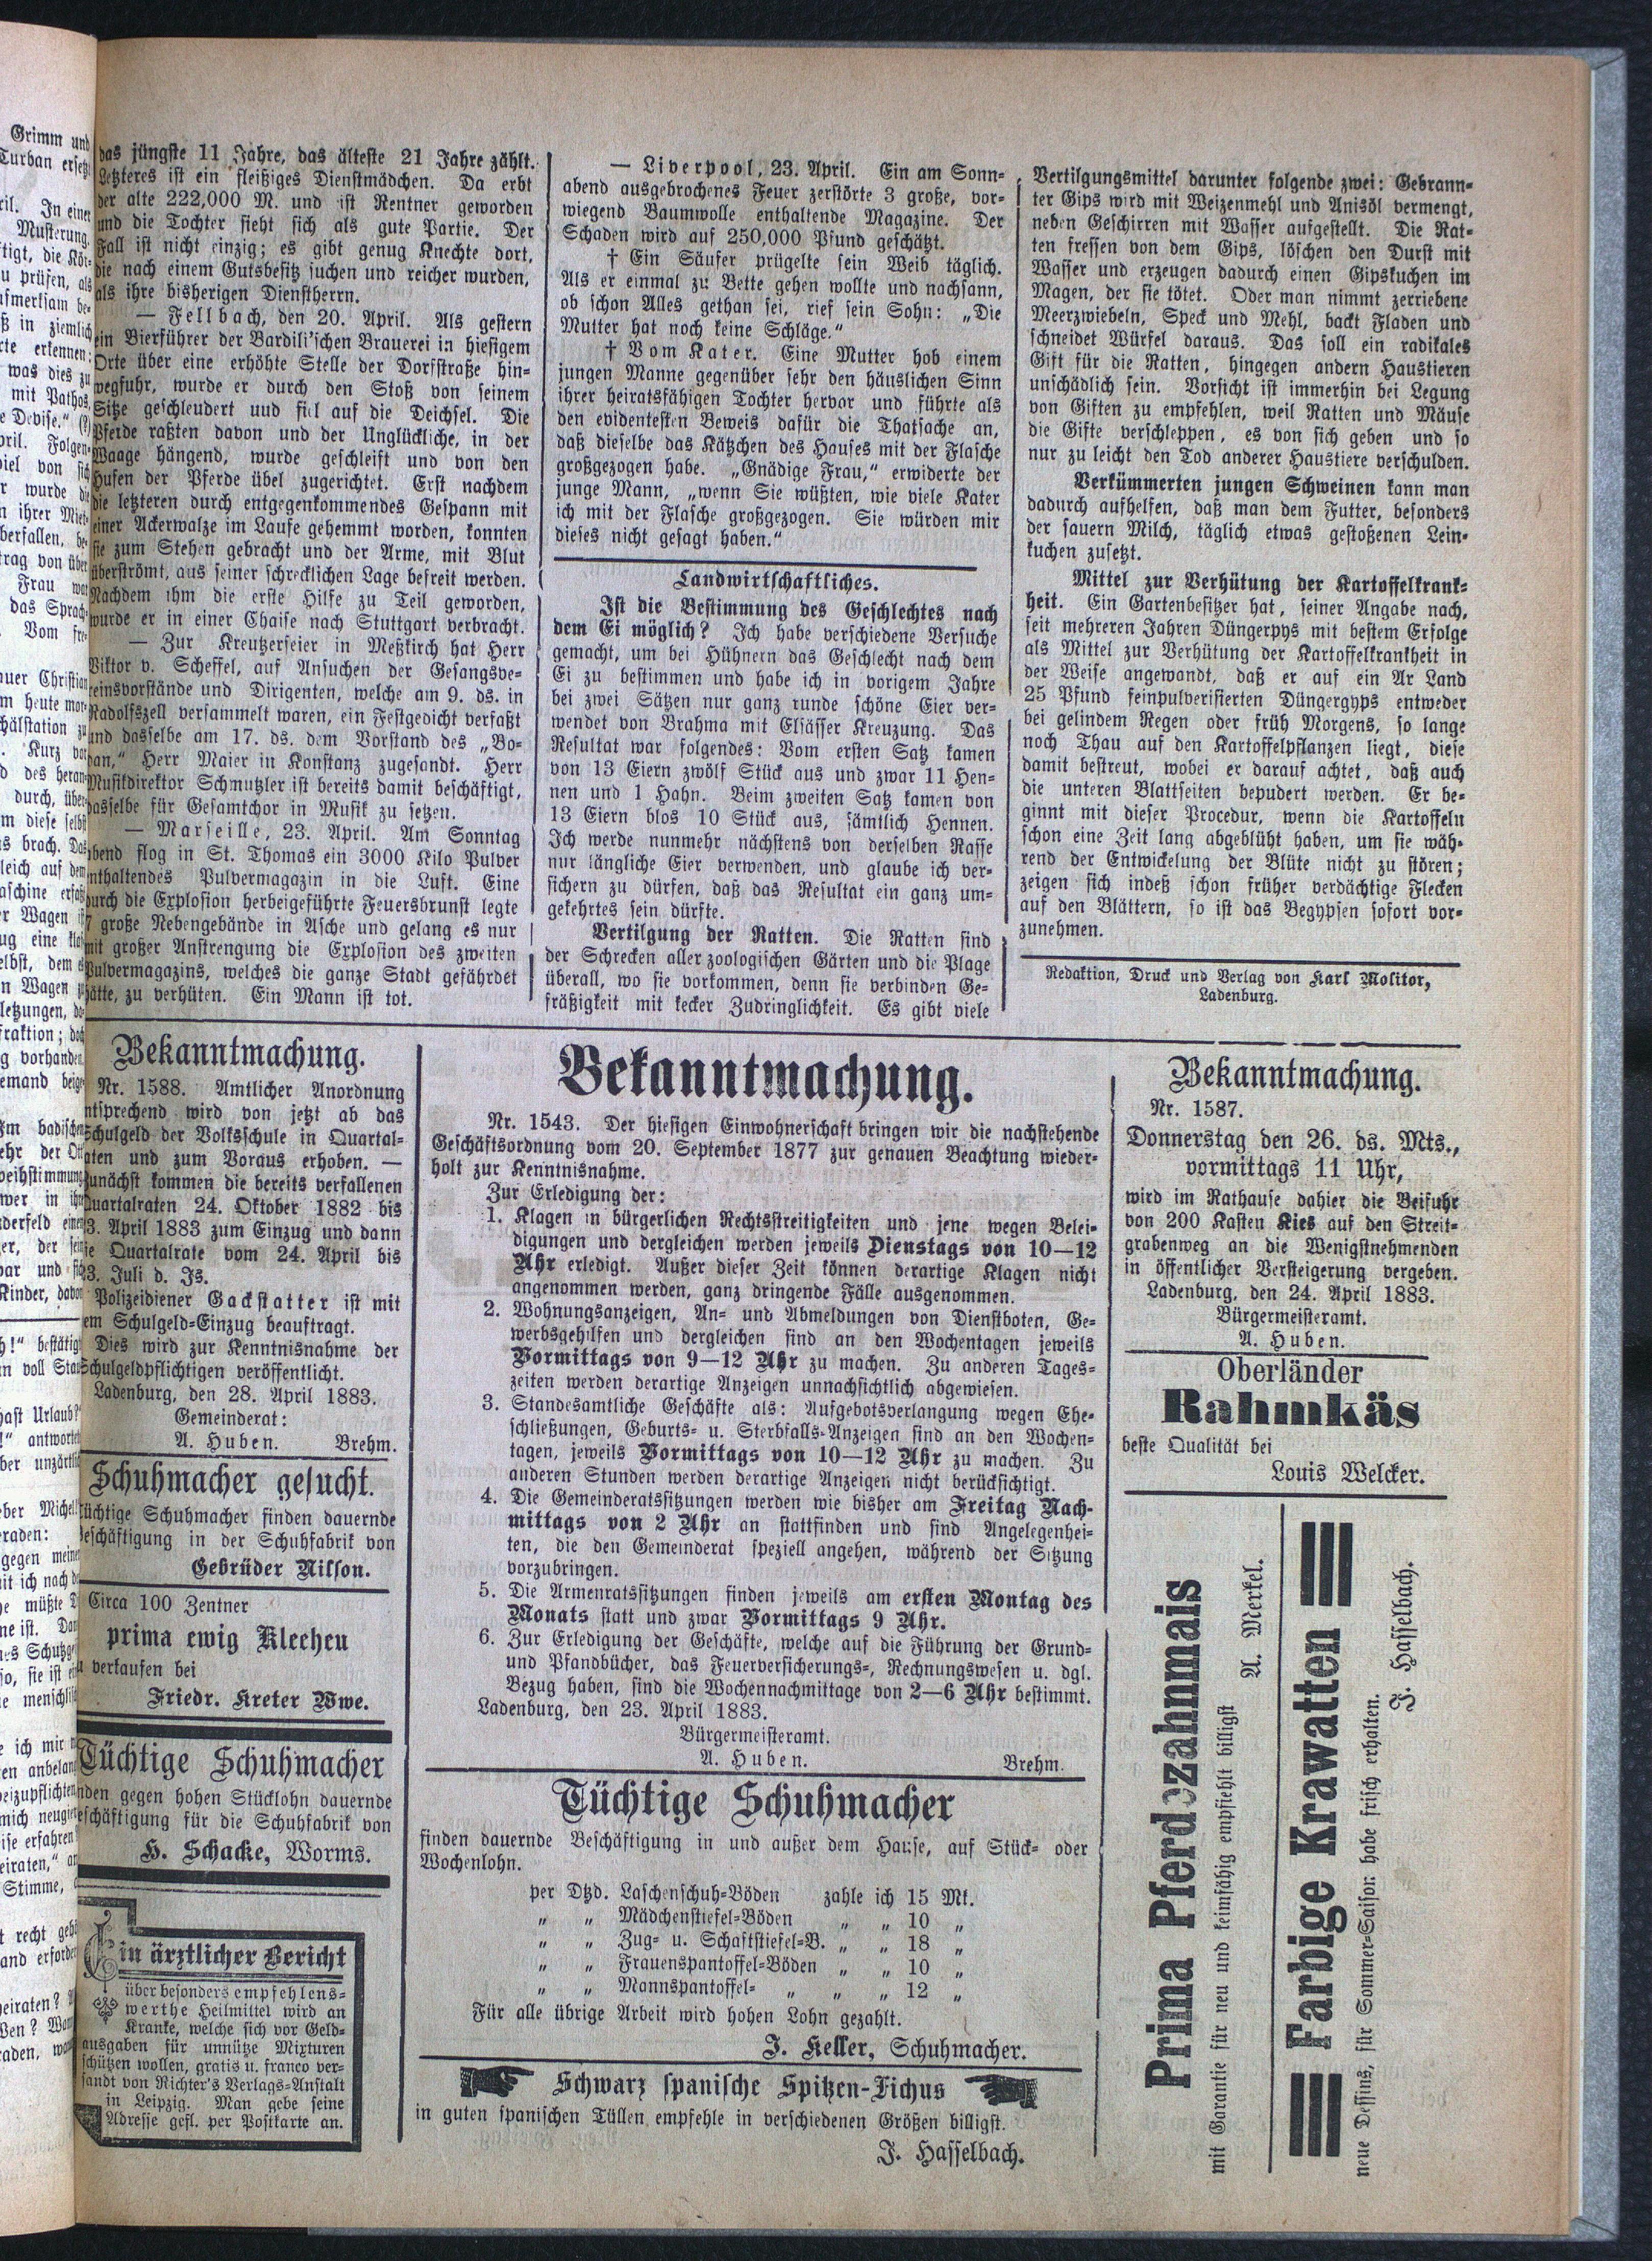 das jüngste 11 Jahre, das älteste 21 Jahre zählt.
Letzteres ist ein fleißiges Dienstmädchen. Da erbt
der alte 222,000 M. und ist Rentner geworden
und die Tochter sieht sich als gute Partie. Der
Fall ist nicht einzig; es gibt genug Knechte dort,
die nach einem Gutsbesitz suchen und reicher wurden,
als ihre bisherigen Dienstherrn.
— Fellbach, den 20. April. Als gestern
ein Bierführer der Bardili'schen Brauerei in hiesigem
Orte über eine erhöhte Stelle der Dorfstraße hin-
wegfuhr, wurde er durch den Stoß von seinem
Sitze geschleudert und fiel auf die Deichsel. Die
Pferde raßten davon und der Unglückliche, in der
Waage hängend, wurde geschleift und von den
Hufen der Pferde übel zugerichtet. Erst nachdem
die letzteren durch entgegenkommendes Gespann mit
einer Ackerwalze im Laufe gehemmt worden, konnten
sie zum Stehen gebracht und der Arme, mit Blut
überströmt, aus seiner schrecklichen Lage befreit werden.
Nachdem ihm die erste Hilfe zu Teil geworden,
wurde er in einer Chaise nach Stuttgart verbracht.
— Zur Kreutzerfeier in Meßkirch hat Herr
Viktor v. Scheffel, auf Ansuchen der Gesangsve-
reinsvorstände und Dirigenten, welche am 9. ds. in
Radolfszell versammelt waren, ein Festgedicht verfaßt
und dasselbe am 17. ds. dem Vorstand des „Bo-
dan,“ Herr Maier in Konstanz zugesandt. Herr
Musikdirektor Schmutzler ist bereits damit beschäftigt,
dasselbe für Gesamtchor in Musik zu setzen.
— Marseille, 23. April. Am Sonntag
abend flog in St. Thomas ein 3000 Kilo Pulver
enthaltendes Pulvermagazin in die Luft. Eine
durch die Explosion herbeigeführte Feuersbrunst legte
7 große Nebengebände in Asche und gelang es nur
mit großer Anstrengung die Explosion des zweiten
Pulvermagazins, welches die ganze Stadt gefährdet
hätte, zu verhüten. Ein Mann ist tot.
— Liverpool, 23. April. Ein am Sonn-
abend ausgebrochenes Feuer zerstörte 3 große, vor-
wiegend Baumwolle enthaltende Magazine. Der
Schaden wird auf 250,000 Pfund geschätzt.
† Ein Säufer prügelte sein Weib täglich.
Als er einmal zu Bette gehen wollte und nachsann,
ob schon Alles gethan sei, rief sein Sohn: „Die
Mutter hat noch keine Schläge.“
† Vom Kater. Eine Mutter hob einem
jungen Manne gegenüber sehr den häuslichen Sinn
ihrer heiratsfähigen Tochter hervor und führte als
den evidentesten Beweis dafür die Thatsache an,
daß dieselbe das Kätzchen des Hauses mit der Flasche
großgezogen habe. „Gnädige Frau,“ erwiderte der
junge Mann, „wenn Sie wüßten, wie viele Kater
ich mit der Flasche großgezogen. Sie würden mir
dieses nicht gesagt haben.“
Landwirtschaftliches.
Ist die Bestimmung des Geschlechtes nach
dem Ei möglich? Ich habe verschiedene Versuche
gemacht, um bei Hühnern das Geschlecht nach dem
Ei zu bestimmen und habe ich in vorigem Jahre
bei zwei Sätzen nur ganz runde schöne Eier ver-
wendet von Brahma mit Elsässer Kreuzung. Das
Resultat war folgendes: Vom ersten Satz kamen
von 13 Eiern zwölf Stück aus und zwar 11 Hen-
nen und 1 Hahn. Beim zweiten Satz kamen von
13 Eiern blos 10 Stück aus, sämtlich Hennen.
Ich werde nunmehr nächstens von derselben Rasse
nur längliche Eier verwenden, und glaube ich ver-
sichern zu dürfen, daß das Resultat ein ganz um-
gekehrtes sein dürfte.
Vertilgung der Ratten. Die Ratten sind
der Schrecken aller zoologischen Gärten und die Plage
überall, wo sie vorkommen, denn sie verbinden Ge-
fräßigkeit mit kecker Zudringlichkeit. Es gibt viele
Vertilgungsmittel darunter folgende zwei: Gebrann-
ter Gips wird mit Weizenmehl und Anisöl vermengt,
neben Geschirren mit Wasser aufgestellt. Die Rat-
ten fressen von dem Gips, löschen den Durst mit
Wasser und erzeugen dadurch einen Gipskuchen im
Magen, der sie tötet. Oder man nimmt zerriebene
Meerzwiebeln, Speck und Mehl, backt Fladen und
schneidet Würfel daraus. Das soll ein radikales
Gift für die Ratten, hingegen andern Haustieren
unschädlich sein. Vorsicht ist immerhin bei Legung
von Giften zu empfehlen, weil Ratten und Mäuse
die Gifte verschleppen, es von sich geben und so
nur zu leicht den Tod anderer Haustiere verschulden.
Verkümmerten jungen Schweinen kann man
dadurch aufhelfen, daß man dem Futter, besonders
der sauern Milch, täglich etwas gestoßenen Lein-
kuchen zusetzt.
Mittel zur Verhütung der Kartoffelkrank-
heit. Ein Gartenbesitzer hat, seiner Angabe nach,
seit mehreren Jahren Düngerpys mit bestem Erfolge
als Mittel zur Verhütung der Kartoffelkrankheit in
der Weise angewandt, daß er auf ein Ar Land
25 Pfund feinpulverisierten Düngergyps entweder
bei gelindem Regen oder früh Morgens, so lange
noch Thau auf den Kartoffelpflanzen liegt, diese
damit bestreut, wobei er darauf achtet, daß auch
die unteren Blattseiten bepudert werden. Er be-
ginnt mit dieser Procedur, wenn die Kartoffeln
schon eine Zeit lang abgeblüht haben, um sie wäh-
rend der Entwickelung der Blüte nicht zu stören;
zeigen sich indeß schon früher verdächtige Flecken
auf den Blättern, so ist das Begypsen sofort vor-
zunehmen.
Redaktion, Druck und Verlag von Karl Molitor,
Ladenburg.
Bekanntmachung.
Nr. 1588. Amtlicher Anordnung
ntsprechend wird von jetzt ab das
Schulgeld der Volksschule in Quartal-
aten und zum Voraus erhoben. —
Zunächst kommen die bereits verfallenen
Quartalraten 24. Oktober 1882 bis
23. April 1883 zum Einzug und dann
ie Quartalrate vom 24. April bis
23. Juli d. Js.
Polizeidiener Gackstatter ist mit
em Schulgeld-Einzug beauftragt.
Dies wird zur Kenntnisnahme der
Schulgeldpflichtigen veröffentlicht.
Ladenburg, den 28. April 1883.
Gemeinderat:
A. Huben. Brehm.
Schuhmacher gesucht.
Tüchtige Schuhmacher finden dauernde
Beschäftigung in der Schuhfabrik von
Gebrüder Nilson.
Circa 100 Zentner
prima ewig Kleeheu
u verkaufen bei
Friedr. Kreter Wwe.
Tüchtige Schuhmacher
nden gegen hohen Stücklohn dauernde
eschäftigung für die Schuhfabrik von
H. Schacke, Worms.
Ein ärztlicher Bericht
über besonders empfehlens-
werthe Heilmittel wird an
Kranke, welche sich vor Geld-
ausgaben für unnütze Mixturen
schützen wollen, gratis u. franco ver-
sandt von Richter's Verlags-Anstalt
in Leipzig. Man gebe seine
Adresse gefl. per Postkarte an.
Bekanntmachung.
Nr. 1543. Der hiesigen Einwohnerschaft bringen wir die nachstehende
Geschäftsordnung vom 20. September 1877 zur genauen Beachtung wieder-
holt zur Kenntnisnahme.
Zur Erledigung der:
1. Klagen in bürgerlichen Rechtsstreitigkeiten und jene wegen Belei-
digungen und dergleichen werden jeweils Dienstags von 10—12
Uhr erledigt. Außer dieser Zeit können derartige Klagen nicht
angenommen werden, ganz dringende Fälle ausgenommen.
2. Wohnungsanzeigen, An- und Abmeldungen von Dienstboten, Ge-
werbsgehilfen und dergleichen sind an den Wochentagen jeweils
Vormittags von 9—12 Uhr zu machen. Zu anderen Tages-
zeiten werden derartige Anzeigen unnachsichtlich abgewiesen.
3. Standesamtliche Geschäfte als: Aufgebotsverlangung wegen Ehe-
schließungen, Geburts- u. Sterbfalls-Anzeigen sind an den Wochen-
tagen, jeweils Vormittags von 10—12 Uhr zu machen. Zu
anderen Stunden werden derartige Anzeigen nicht berücksichtigt.
4. Die Gemeinderatssitzungen werden wie bisher am Freitag Nach-
mittags von 2 Uhr an stattfinden und sind Angelegenhei-
ten, die den Gemeinderat speziell angehen, während der Sitzung
vorzubringen.
5. Die Armenratssitzungen finden jeweils am ersten Montag des
Monats statt und zwar Vormittags 9 Uhr.
6. Zur Erledigung der Geschäfte, welche auf die Führung der Grund-
und Pfandbücher, das Feuerversicherungs-, Rechnungswesen u. dgl.
Bezug haben, sind die Wochennachmittage von 2—6 Uhr bestimmt.
Ladenburg, den 23. April 1883.
Bürgermeisteramt.
A. Huben. Brehm.
Tüchtige Schuhmacher
finden dauernde Beschäftigung in und außer dem Hause, auf Stück- oder
Wochenlohn.
per Dtzd. Laschenschuh-Böden zahle ich 15 Mk.
„ „ Mädchenstiefel-Böden „ „ 10 „
„ „ Zug- u. Schaftstiefel-B. „ „ 18 „
„ „ Frauenspantoffel-Böden „ „ 10 „
„ „ Mannspantoffel- „ „ „ 12 „
Für alle übrige Arbeit wird hohen Lohn gezahlt.
J. Keller, Schuhmacher.
Schwarz spanische Spitzen-Fichus
in guten spanischen Tüllen empfehle in verschiedenen Größen billigst.
J. Hasselbach.
Bekanntmachung.
Nr. 1587.
Donnerstag den 26. ds. Mts.,
vormittags 11 Uhr,
wird im Rathause dahier die Beifuhr
von 200 Kasten Kies auf den Streit-
grabenweg an die Wenigstnehmenden
in öffentlicher Versteigerung vergeben.
Ladenburg, den 24. April 1883.
Bürgermeisteramt.
A. Huben.
Oberländer
Rahmkäs
beste Qualität bei
Louis Welcker.
Prima Pferdezahnmais
mit Garantie für neu und keimfähig empfiehlt billigst
A. Merkel.
Farbige Krawatten
neue Dessins, für Sommer-Saison habe frisch erhalten.
J. Hasselbach.